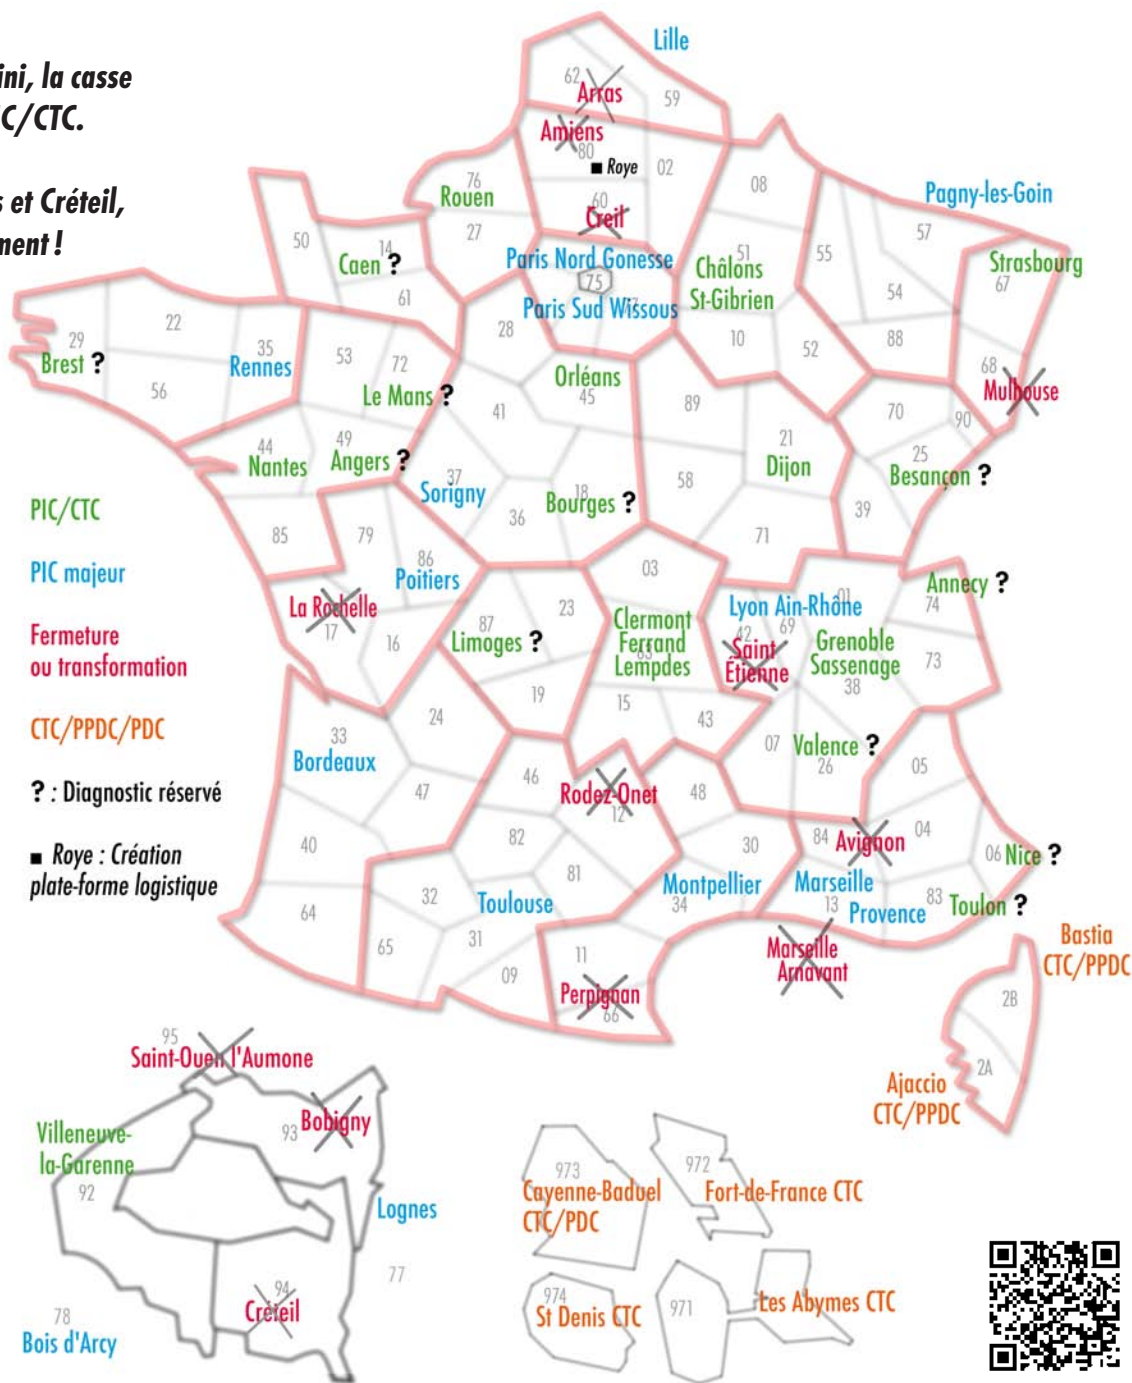 ini, la casse
C/CTC.
s et Créteil,
ment !
Lille
62
Arras
59
Amiens
80
Roye
02
76
Rouen
60
Creil
08
Pagny-les-Goin
57
50
14
Caen ?
27
Paris Nord Gonesse
75
Paris Sud Wissous
51
Châlons
St-Gibrien
55
54
Strasbourg
67
61
28
10
52
88
68
Mulhouse
29
Brest ?
22
35
Rennes
56
53
72
Le Mans ?
Orléans
45
41
89
70
90
44
Nantes
49
Angers ?
37
Sorigny
18
Bourges ?
36
58
21
Dijon
25
Besançon ?
39
71
PIC/CTC
PIC majeur
Fermeture
ou transformation
CTC/PPDC/PDC
? : Diagnostic réservé
Roye : Création
plate-forme logistique
85
79
86
Poitiers
La Rochelle
17
16
03
23
87
Limoges ?
19
Clermont
Ferrand
Lempdes
63
Lyon Ain-Rhône
01
42
69
Saint
Étienne
Grenoble
Sassenage
38
Annecy ?
74
73
15
43
24
33
Bordeaux
47
40
64
46
Rodez-Onet
12
48
07
Valence ?
26
05
82
81
30
84
Avignon
04
06
Nice ?
32
Toulouse
31
65
09
Montpellier
34
Marseille
13
Provence
83
Toulon ?
Marseille
Arnavant
11
Perpignan
66
Bastia
CTC/PPDC
2B
2A
Ajaccio
CTC/PPDC
95
Saint-Ouen l'Aumone
Villeneuve-
la-Garenne
92
93
Bobigny
Lognes
77
94
Créteil
78
Bois d'Arcy
973
Cayenne-Baduel
CTC/PDC
972
Fort-de-France CTC
974
St Denis CTC
971
Les Abymes CTC